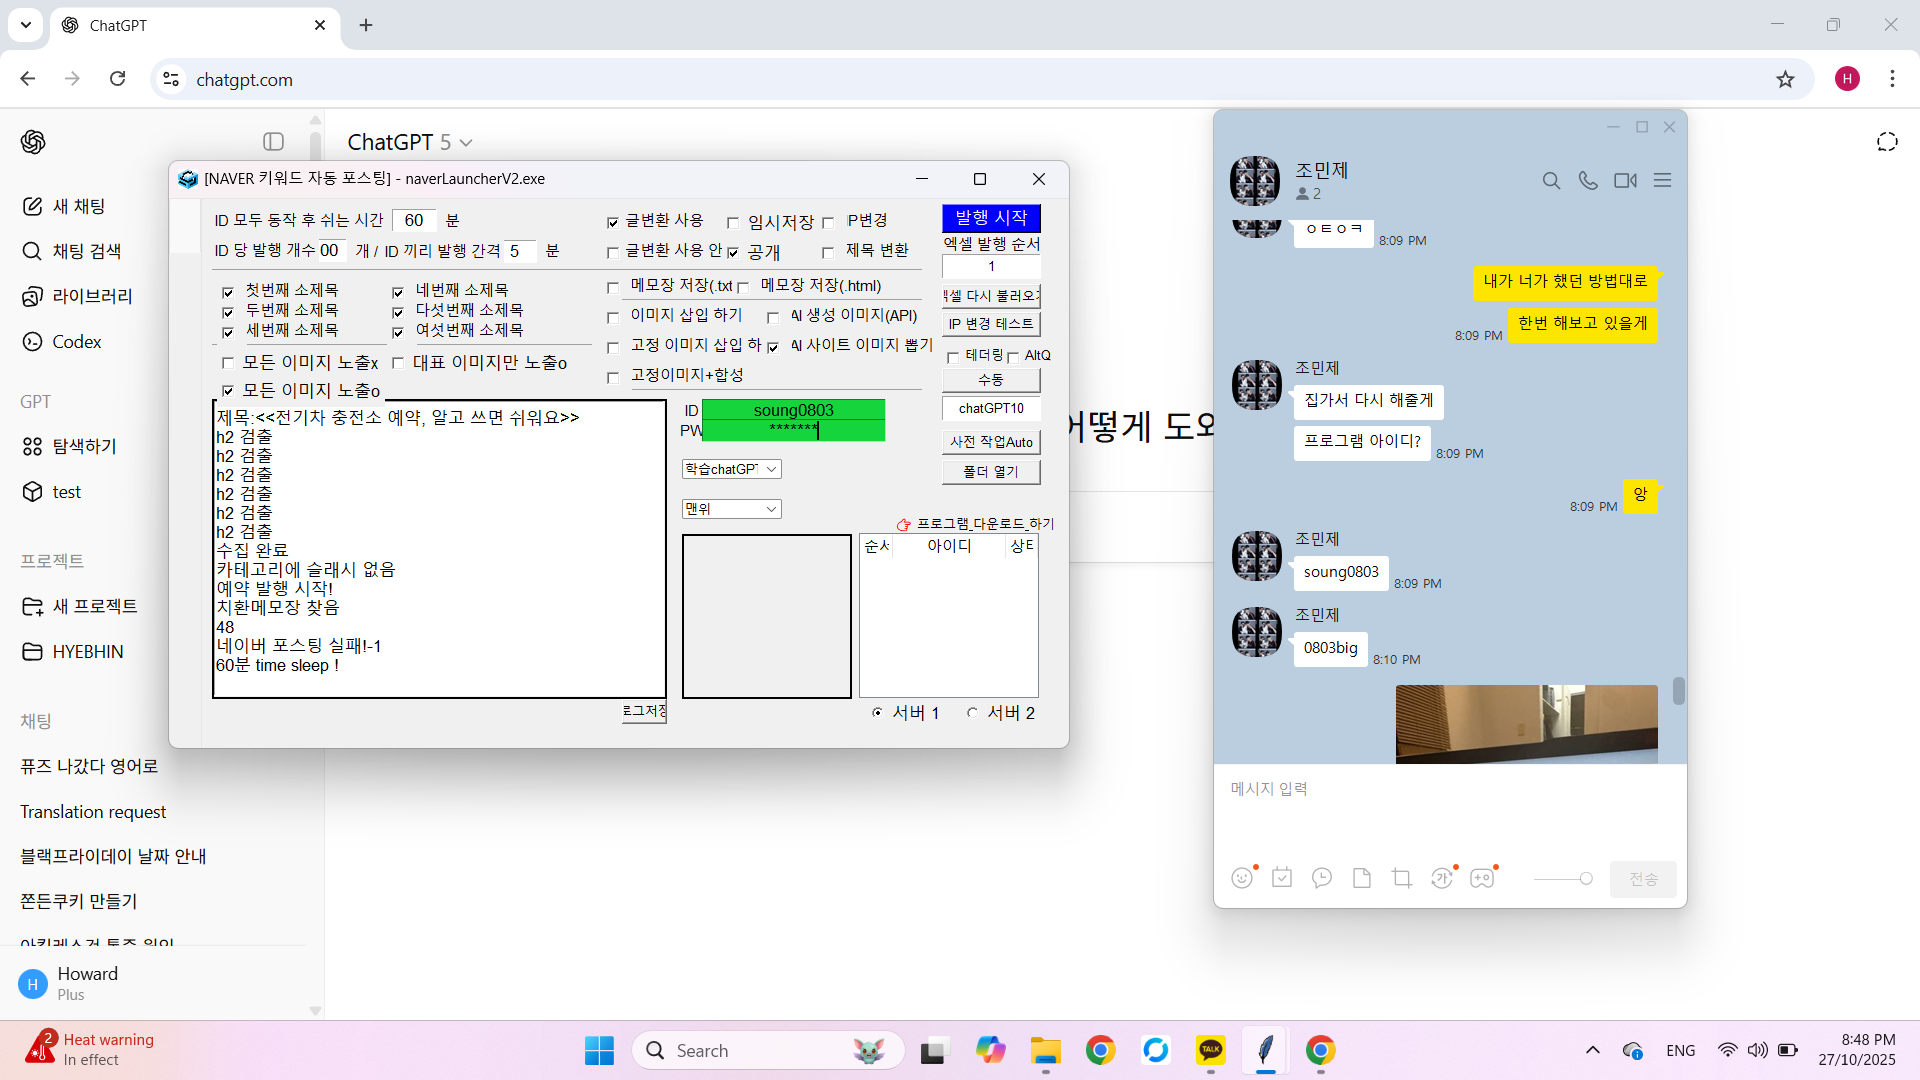 ChatGPT
chatgpt.com
H
ChatGPT 5
새 채팅
채팅 검색
라이브러리
Codex
GPT
탐색하기
test
프로젝트
새 프로젝트
HYEBHIN
채팅
퓨즈 나갔다 영어로
Translation request
블랙프라이데이 날짜 안내
쫀든쿠키 만들기
아킬레스건 통증 원인
H
Howard
Plus
[NAVER 키워드 자동 포스팅] - naverLauncherV2.exe
ID 모두 동작 후 쉬는 시간 60 분
ID 당 발행 개수 00 개 / ID 끼리 발행 간격 5 분
글변환 사용 임시저장 IP변경
글변환 사용 안 공개 제목 변환
첫번째 소제목 네번째 소제목
두번째 소제목 다섯번째 소제목
세번째 소제목 여섯번째 소제목
모든 이미지 노출x 대표 이미지만 노출o
모든 이미지 노출o
메모장 저장(.txt 메모장 저장(.html)
이미지 삽입 하기 AI 생성 이미지(API)
고정 이미지 삽입 하 AI 사이트 이미지 뽑기
고정이미지+합성
발행 시작
엑셀 발행 순서
1
엑셀 다시 불러오기
IP 변경 테스트
테더링 AltQ
수동
chatGPT10
사전 작업Auto
폴더 열기
제목:<<전기차 충전소 예약, 알고 쓰면 쉬워요>>
h2 검출
h2 검출
h2 검출
h2 검출
h2 검출
h2 검출
수집 완료
카테고리에 슬래시 없음
예약 발행 시작!
치환메모장 찾음
48
네이버 포스팅 실패!-1
60분 time sleep !
로그저장
ID soung0803
PW *******
학습chatGPT
맨위
프로그램_다운로드_하기
순서 아이디 상태
서버 1 서버 2
어떻게 도와
조민제
2
ㅇㅌㅇㅋ
8:09 PM
내가 너가 했던 방법대로
한번 해보고 있을게
8:09 PM
조민제
집가서 다시 해줄게
프로그램 아이디?
8:09 PM
앙
8:09 PM
조민제
soung0803
8:09 PM
조민제
0803big
8:10 PM
메시지 입력
전송
2
Heat warning
In effect
Search
TALK
ENG
8:48 PM
27/10/2025